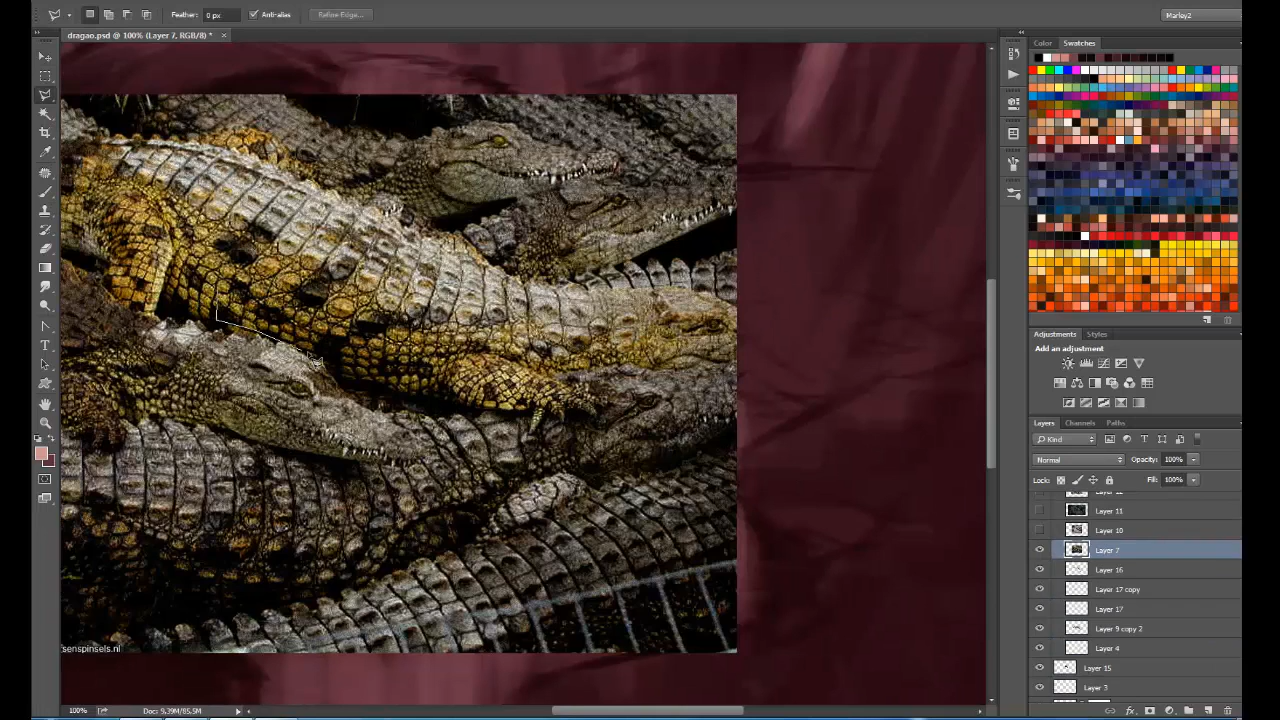 Feather: 0 px Anti-alias Refine Edge... Marley2
dragao.psd @ 100% (Layer 7, RGB/8) * ×
Color Swatches
Adjustments Styles
Add an adjustment
Layers Channels Paths
Kind
Normal Opacity: 100%
Lock: Fill: 100%
Layer 11
Layer 10
Layer 7
Layer 16
Layer 17 copy
Layer 17
Layer 9 copy 2
Layer 4
Layer 15
Layer 3
senspinsels.nl
100% Doc: 9.39M/85.5M